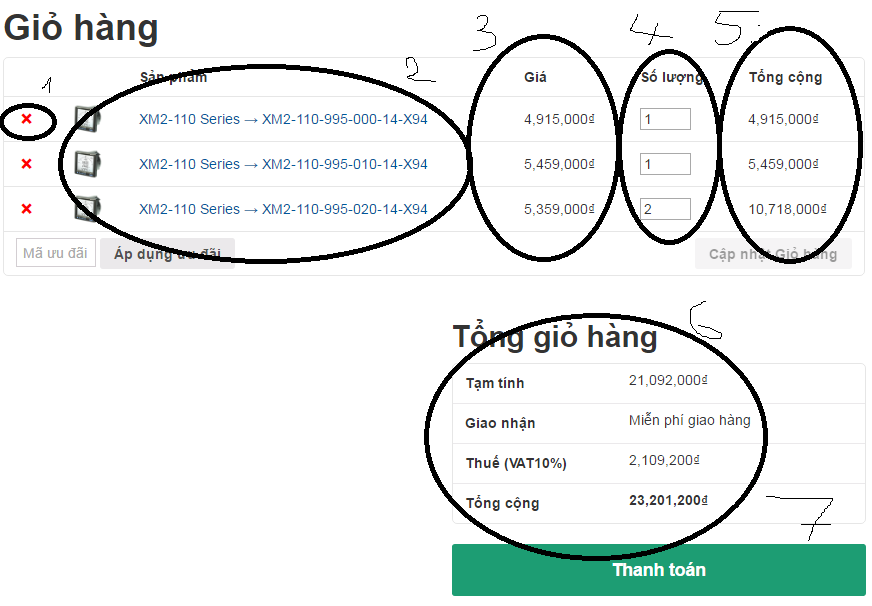 Giỏ hàng
3 4 5:
1 2
Sản phẩm Giá Số lượng Tổng cộng
× XM2-110 Series → XM2-110-995-000-14-X94 4,915,000₫ 1 4,915,000₫
× XM2-110 Series → XM2-110-995-010-14-X94 5,459,000₫ 1 5,459,000₫
× XM2-110 Series → XM2-110-995-020-14-X94 5,359,000₫ 2 10,718,000₫
Mã ưu đãi Áp dụng ưu đãi Cập nhật Giỏ hàng
6
Tổng giỏ hàng
Tạm tính 21,092,000₫
Giao nhận Miễn phí giao hàng
Thuế (VAT10%) 2,109,200₫
Tổng cộng 23,201,200₫
7
Thanh toán